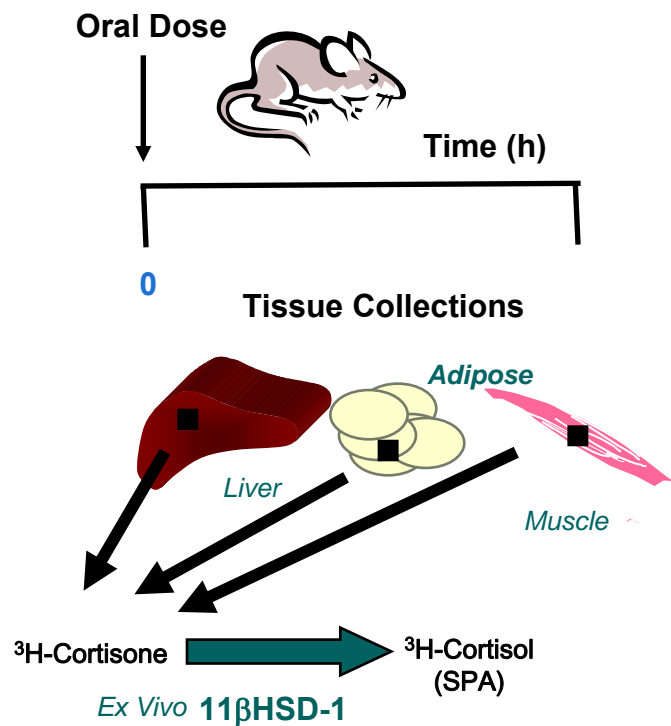 Oral Dose
Time (h)
0
Tissue Collections
Adipose
Liver
Muscle
³H-Cortisone
³H-Cortisol
(SPA)
Ex Vivo 11βHSD-1